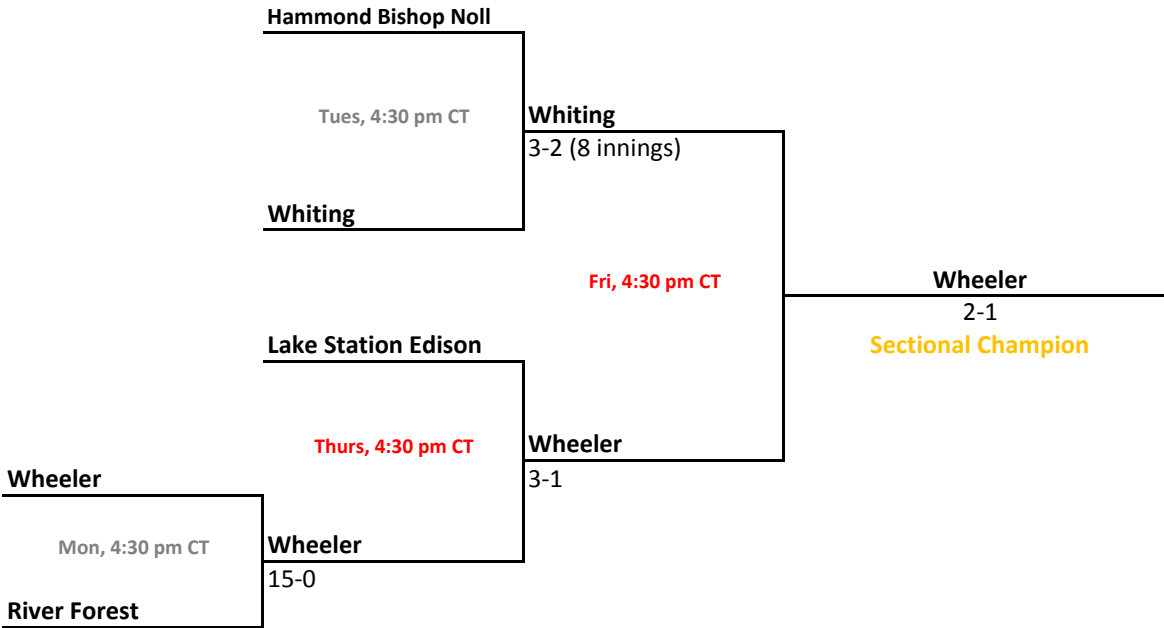 Hammond Bishop Noll
Tues, 4:30 pm CT
Whiting
3-2 (8 innings)
Whiting
Fri, 4:30 pm CT
Wheeler
2-1
Sectional Champion
Lake Station Edison
Thurs, 4:30 pm CT
Wheeler
3-1
Wheeler
Mon, 4:30 pm CT
Wheeler
15-0
River Forest